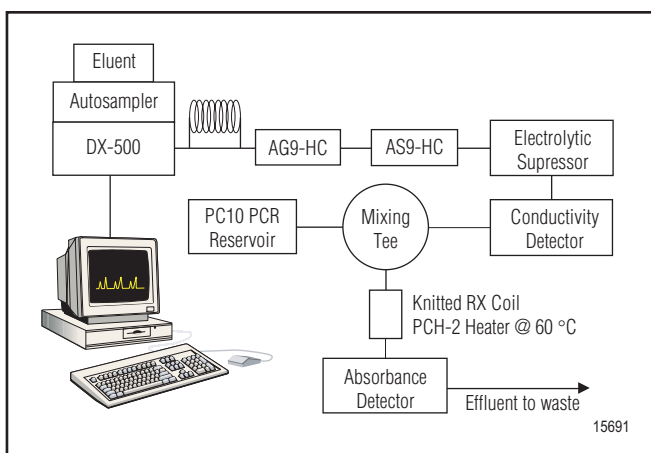 Eluent
Autosampler
DX-500
AG9-HC
AS9-HC
Electrolytic
Supressor
PC10 PCR
Reservoir
Mixing
Tee
Conductivity
Detector
Knitted RX Coil
PCH-2 Heater @ 60 °C
Absorbance
Detector
Effluent to waste
15691